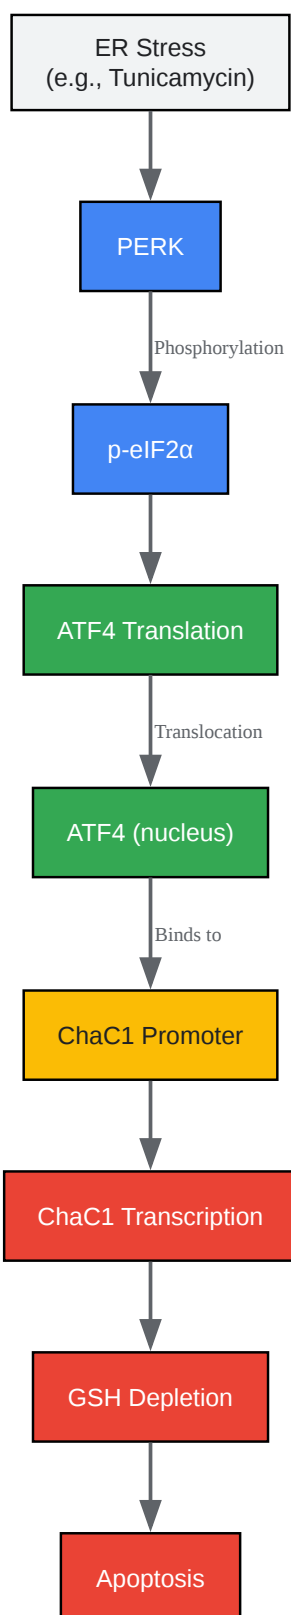 ER Stress
(e.g., Tunicamycin)
PERK
Phosphorylation
p-eIF2α
ATF4 Translation
Translocation
ATF4 (nucleus)
Binds to
ChaC1 Promoter
ChaC1 Transcription
GSH Depletion
Apoptosis